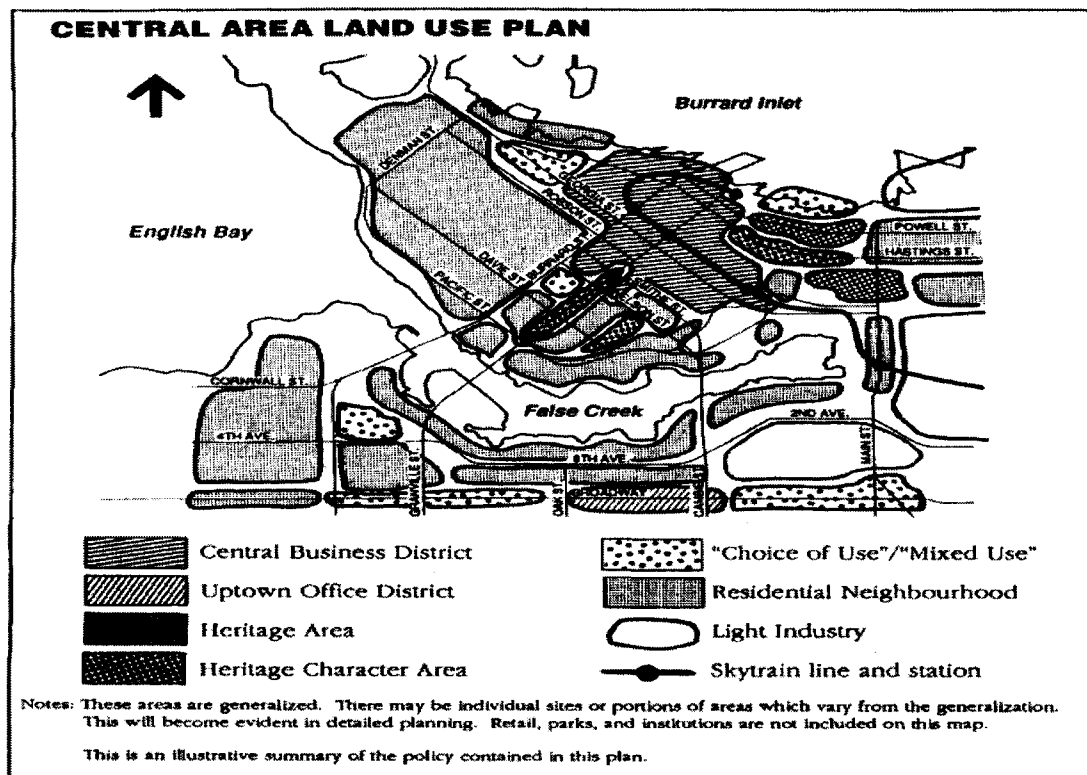 CENTRAL AREA LAND USE PLAN
Burrard Inlet
English Bay
DENMAN ST.
GEORGIA ST.
ROBSON ST.
BURRARD ST.
DAVIE ST.
PACIFIC ST.
POWELL ST.
HASTINGS ST.
CORNWALL ST.
False Creek
4TH AVE.
2ND AVE.
6TH AVE.
MAIN ST.
GRANVILLE ST.
OAK ST.
BROADWAY
CAMBIE ST.
Central Business District
Uptown Office District
Heritage Area
Heritage Character Area
"Choice of Use"/"Mixed Use"
Residential Neighbourhood
Light Industry
Skytrain line and station
Notes: These areas are generalized. There may be individual sites or portions of areas which vary from the generalization.
This will become evident in detailed planning. Retail, parks, and institutions are not included on this map.
This is an illustrative summary of the policy contained in this plan.